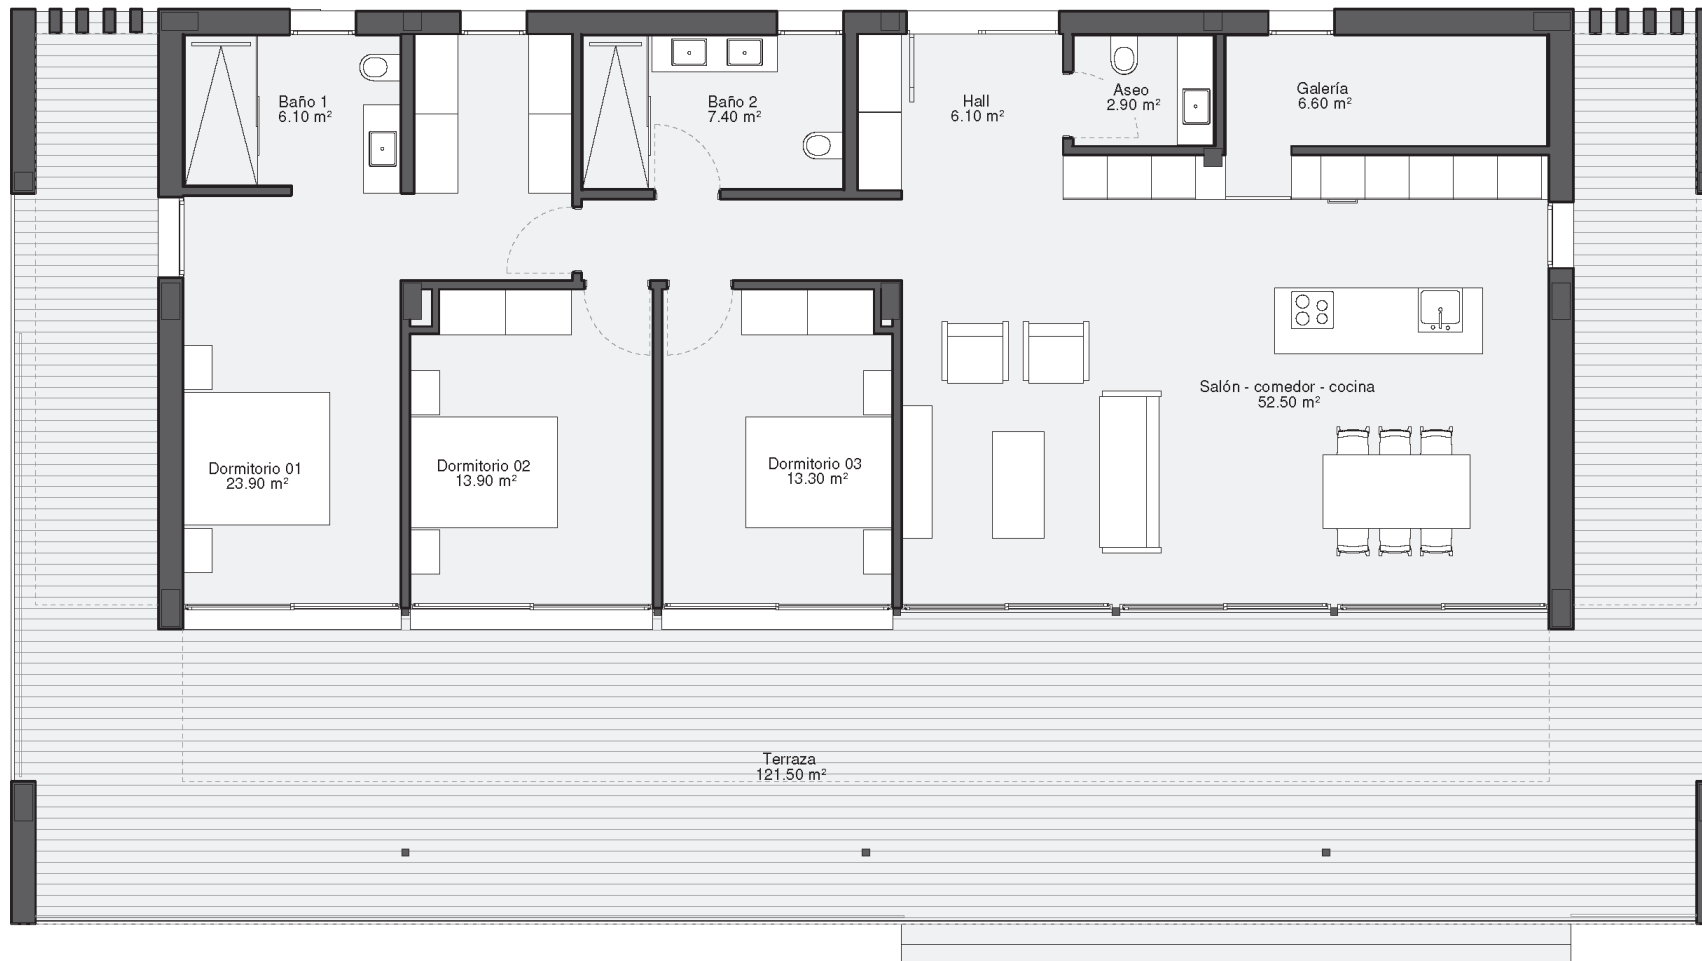 Baño 1
6.10 m²
Baño 2
7.40 m²
Hall
6.10 m²
Aseo
2.90 m²
Galería
6.60 m²
Salón - comedor - cocina
52.50 m²
Dormitorio 01
23.90 m²
Dormitorio 02
13.90 m²
Dormitorio 03
13.30 m²
Terraza
121.50 m²